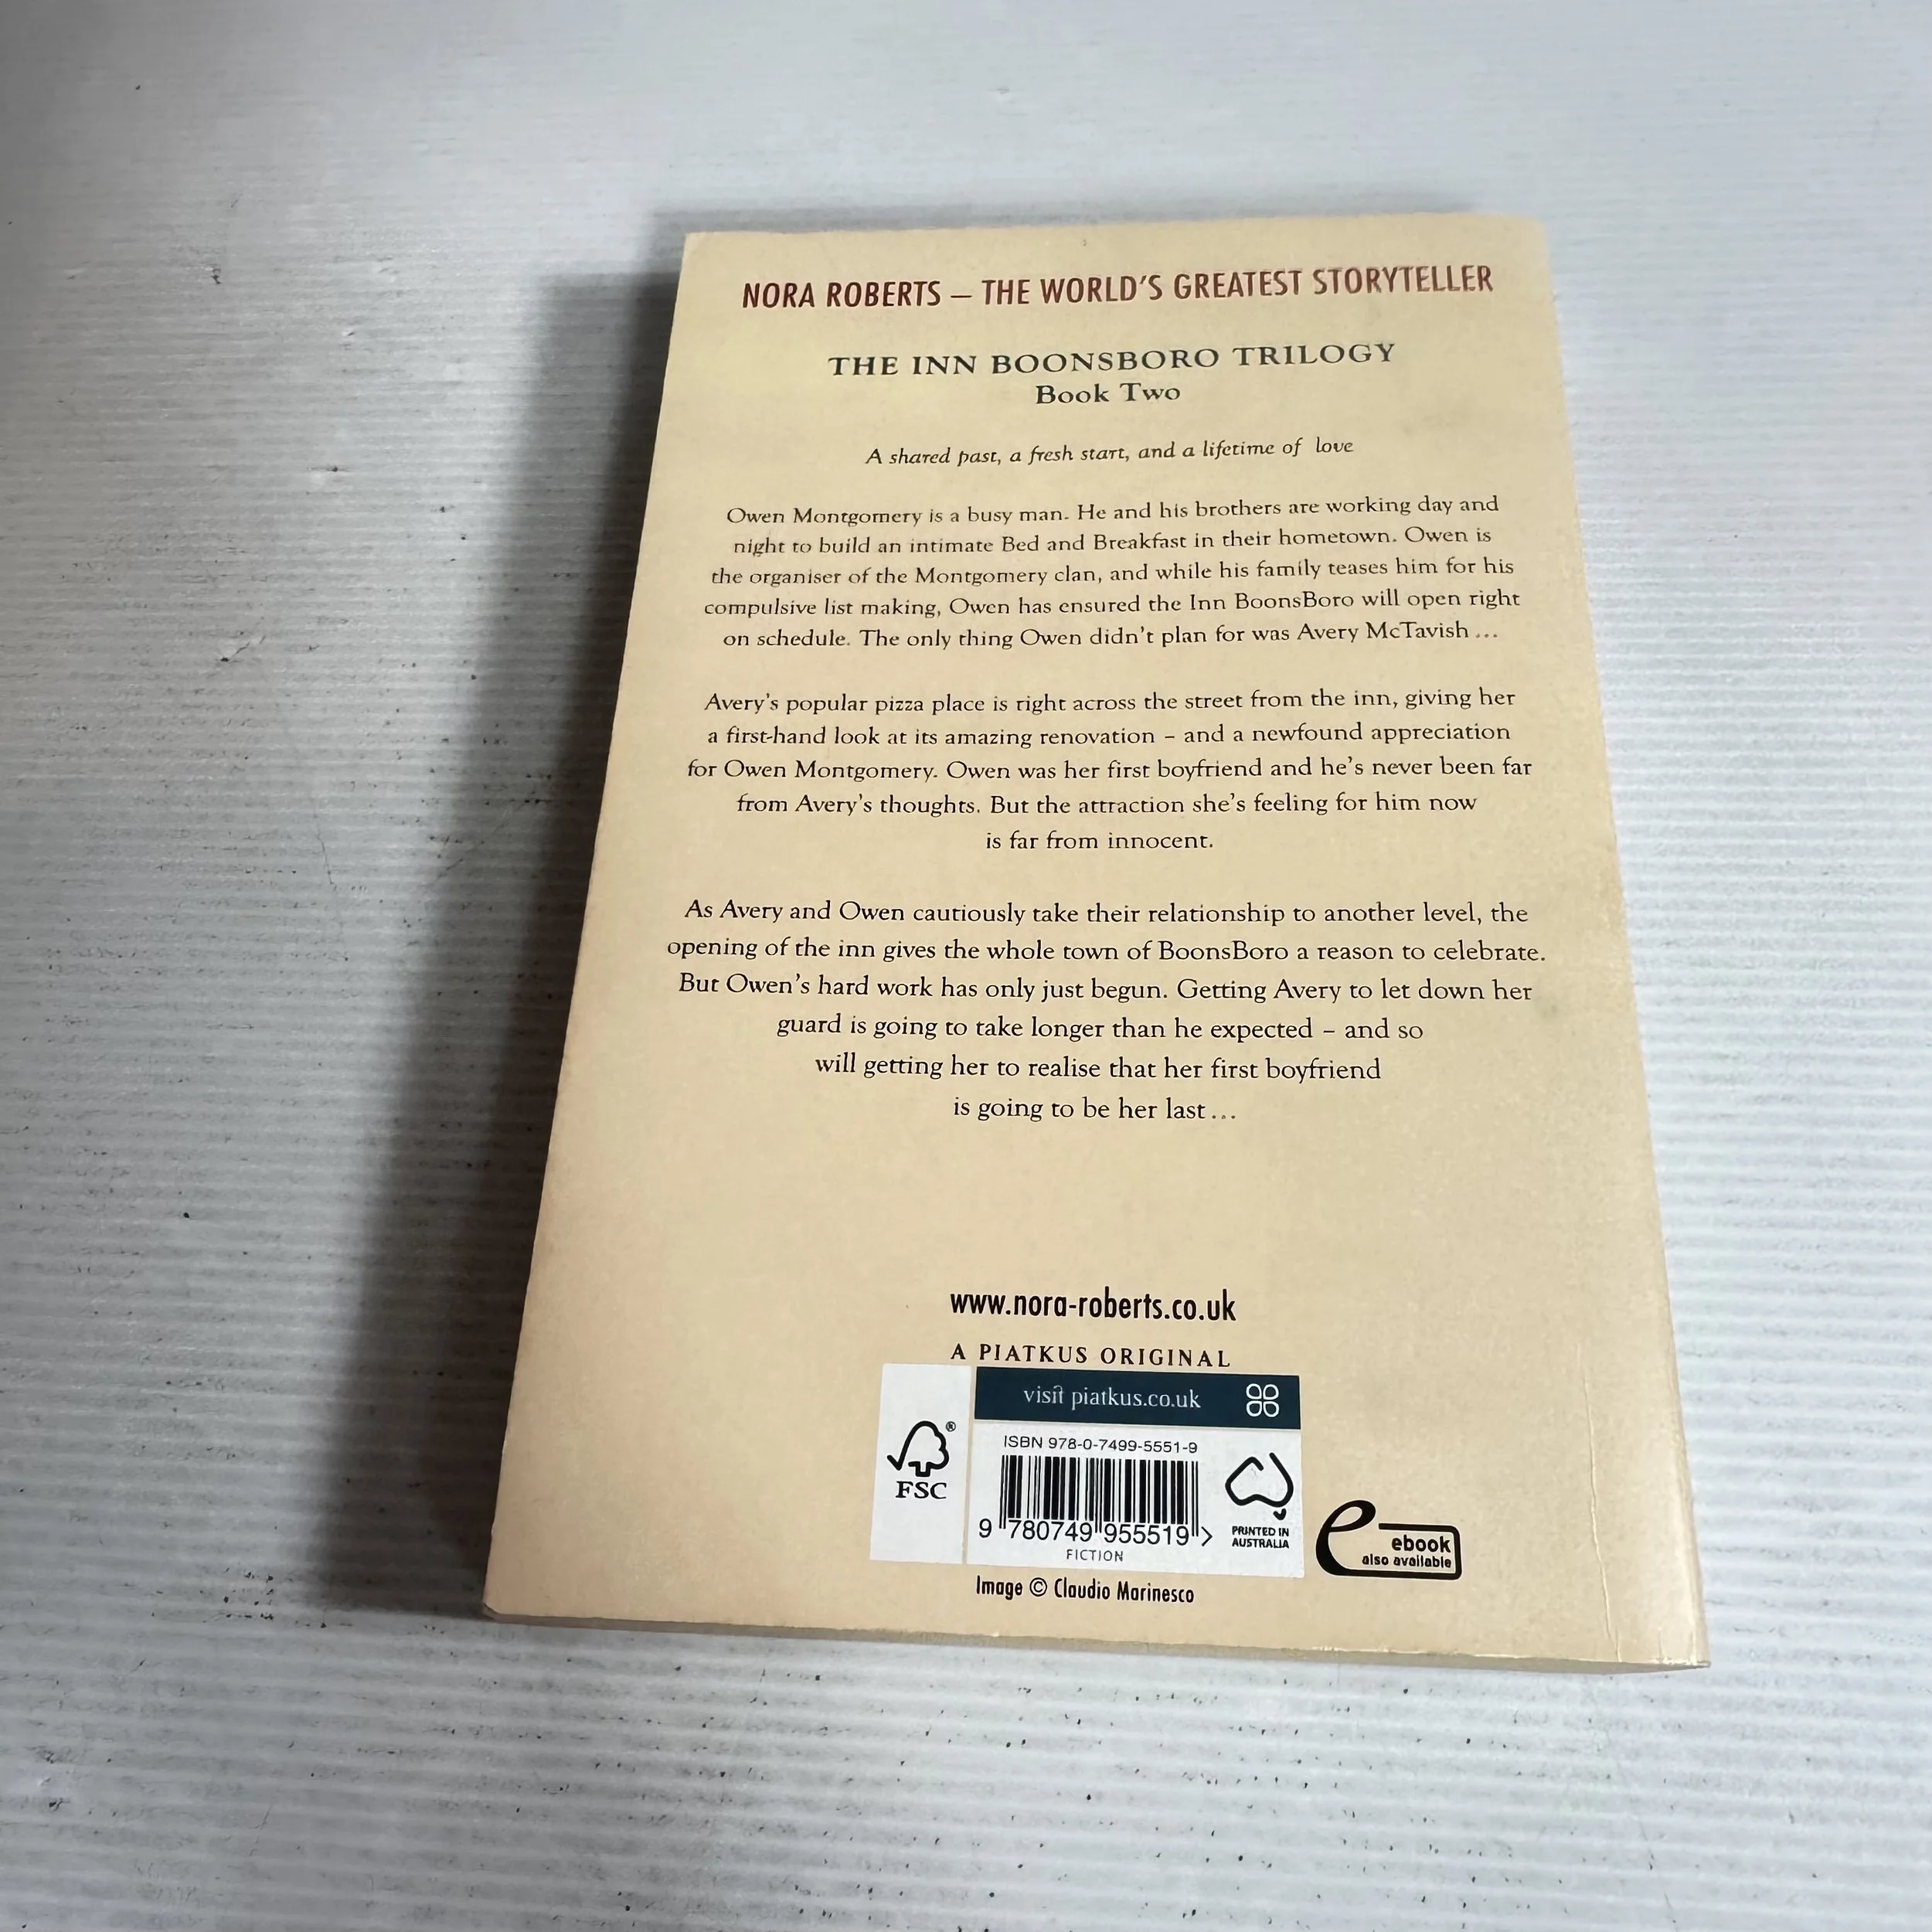 NORA ROBERTS – THE WORLD'S GREATEST STORYTELLER
THE INN BOONSBORO TRILOGY
Book Two
A shared past, a fresh start, and a lifetime of love
Owen Montgomery is a busy man. He and his brothers are working day and
night to build an intimate Bed and Breakfast in their hometown. Owen is
the organiser of the Montgomery clan, and while his family teases him for his
compulsive list making, Owen has ensured the Inn BoonsBoro will open right
on schedule. The only thing Owen didn't plan for was Avery McTavish ...
Avery's popular pizza place is right across the street from the inn, giving her
a first-hand look at its amazing renovation – and a newfound appreciation
for Owen Montgomery. Owen was her first boyfriend and he's never been far
from Avery's thoughts. But the attraction she's feeling for him now
is far from innocent.
As Avery and Owen cautiously take their relationship to another level, the
opening of the inn gives the whole town of BoonsBoro a reason to celebrate.
But Owen's hard work has only just begun. Getting Avery to let down her
guard is going to take longer than he expected – and so
will getting her to realise that her first boyfriend
is going to be her last ...
www.nora-roberts.co.uk
A PIATKUS ORIGINAL
visit piatkus.co.uk
ISBN 978-0-7499-5551-9
®
FSC
9 780749 955519 >
FICTION
PRINTED IN
AUSTRALIA
e
ebook
also available
Image © Claudio Marinesco